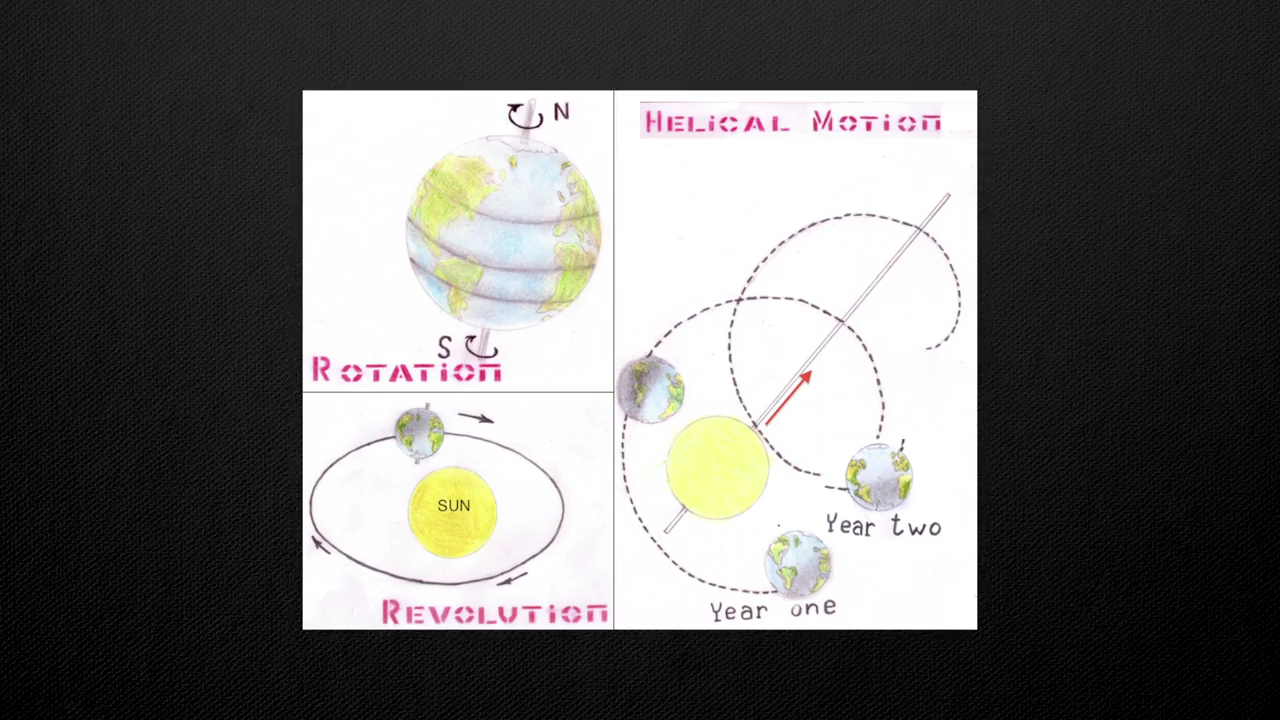 N
S
ROTATION
SUN
REVOLUTION
HELICAL MOTION
Year two
Year one